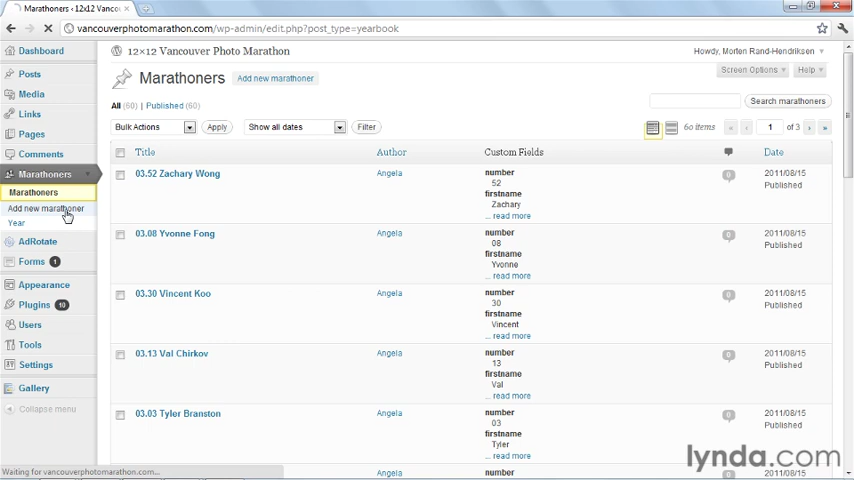 Marathoners ‹ 12x12 Vancou
vancouverphotomarathon.com/wp-admin/edit.php?post_type=yearbook
12×12 Vancouver Photo Marathon
Howdy, Morten Rand-Hendriksen
Screen Options
Help
Dashboard
Posts
Media
Links
Pages
Comments
Marathoners
Marathoners
Add new marathoner
Year
AdRotate
Forms 1
Appearance
Plugins 10
Users
Tools
Settings
Gallery
Collapse menu
Marathoners Add new marathoner
All (60) | Published (60)
Search marathoners
Bulk Actions Apply Show all dates Filter 60 items « ‹ 1 of 3 › »
Title Author Custom Fields Date
03.52 Zachary Wong Angela number 0 2011/08/15
52 Published
firstname
Zachary
... read more
03.08 Yvonne Fong Angela number 0 2011/08/15
08 Published
firstname
Yvonne
... read more
03.30 Vincent Koo Angela number 0 2011/08/15
30 Published
firstname
Vincent
... read more
03.13 Val Chirkov Angela number 0 2011/08/15
13 Published
firstname
Val
... read more
03.03 Tyler Branston Angela number 0 2011/08/15
03 Published
firstname
Tyler
... read more
number
Waiting for vancouverphotomarathon.com...
lynda.com